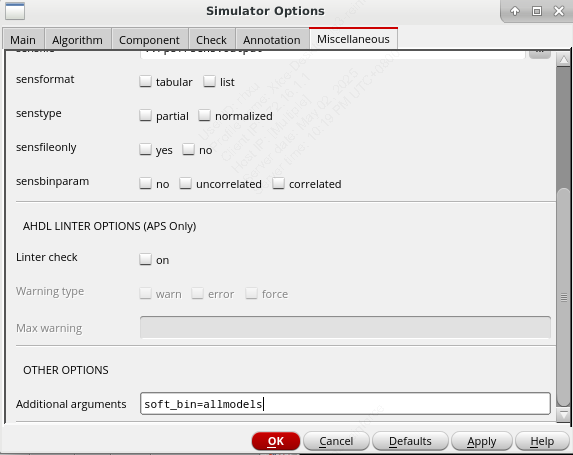 Simulator Options
Main Algorithm Component Check Annotation Miscellaneous
sensformat tabular list
senstype partial normalized
sensfileonly yes no
sensbinparam no uncorrelated correlated
AHDL LINTER OPTIONS (APS Only)
Linter check on
Warning type warn error force
Max warning
OTHER OPTIONS
Additional arguments soft_bin=allmodels
OK Cancel Defaults Apply Help